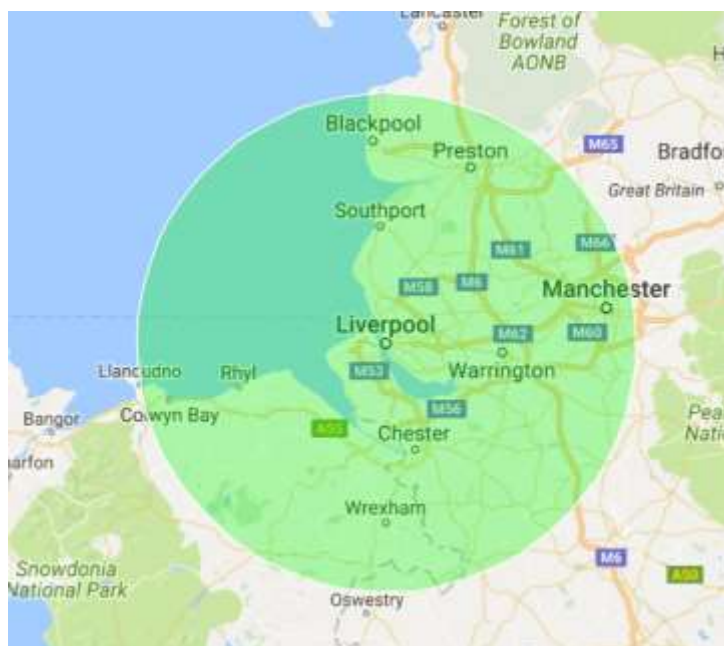 Lancaster
Forest of
Bowland
AONB
Blackpool
Preston
M65
Bradfo
Great Britain
Southport
M61
M66
M58
M6
Manchester
Liverpool
M62
M60
Warrington
M53
Llandudno
Rhyl
M56
Colwyn Bay
Bangor
A55
Chester
Pea
Nati
arfon
Wrexham
M6
Snowdonia
National Park
A50
Oswestry